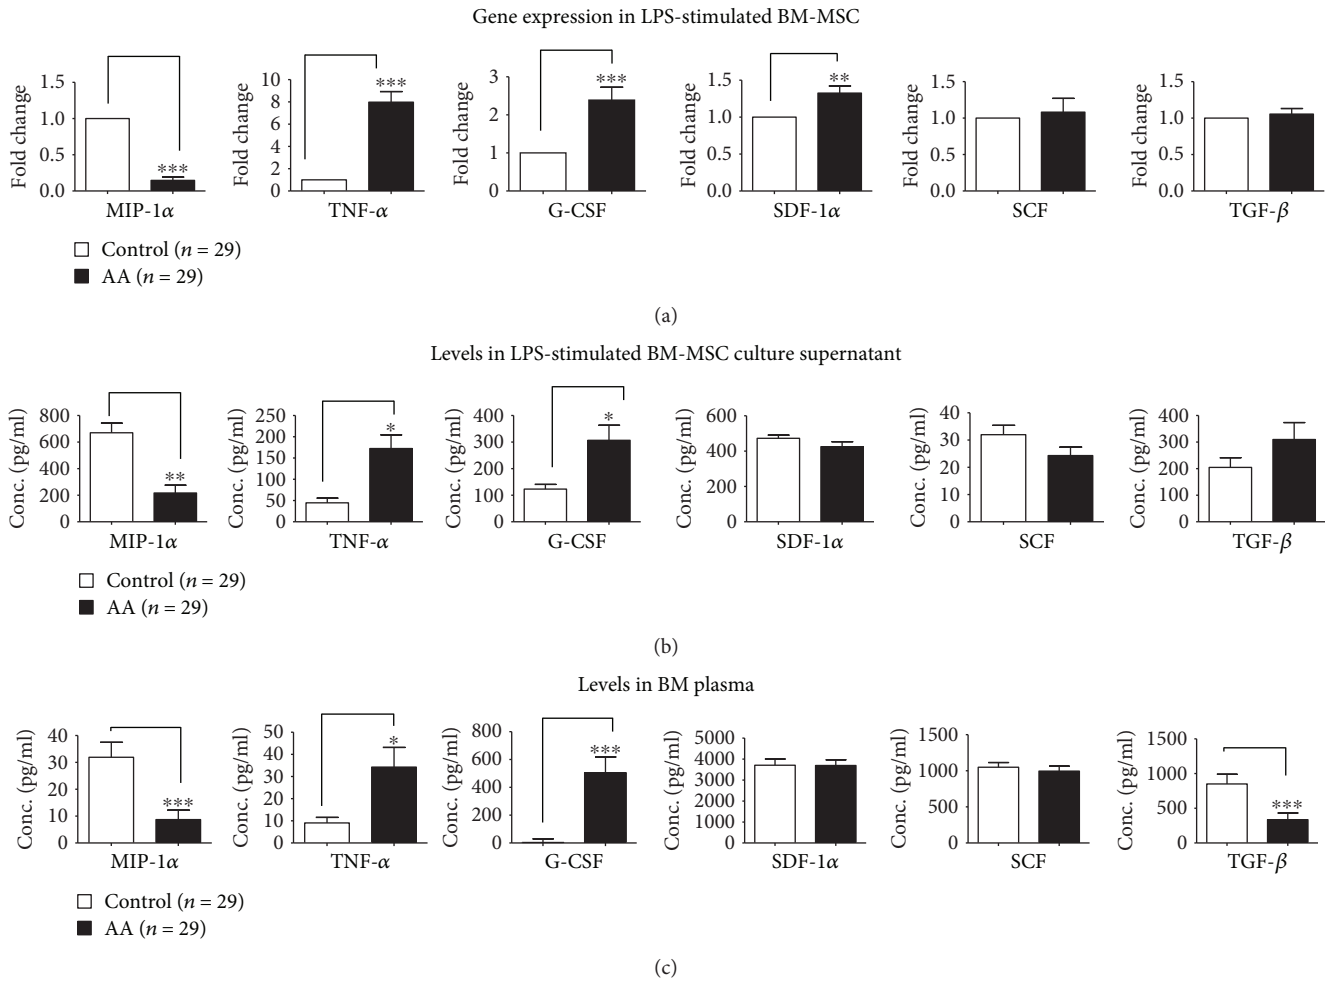 Gene expression in LPS-stimulated BM-MSC
Fold change
1.5
1.0
0.5
0.0
***
MIP-1α
Fold change
10
8
6
4
2
0
***
TNF-α
Fold change
3
2
1
0
***
G-CSF
Fold change
1.5
1.0
0.5
0.0
**
SDF-1α
Fold change
1.5
1.0
0.5
0.0
SCF
Fold change
1.5
1.0
0.5
0.0
TGF-β
Control (n = 29)
AA (n = 29)
(a)
Levels in LPS-stimulated BM-MSC culture supernatant
Conc. (pg/ml)
800
600
400
200
0
**
MIP-1α
Conc. (pg/ml)
250
200
150
100
50
0
*
TNF-α
Conc. (pg/ml)
400
300
200
100
0
*
G-CSF
Conc. (pg/ml)
600
400
200
0
SDF-1α
Conc. (pg/ml)
40
30
20
10
0
SCF
Conc. (pg/ml)
400
300
200
100
0
TGF-β
Control (n = 29)
AA (n = 29)
(b)
Levels in BM plasma
Conc. (pg/ml)
40
30
20
10
0
***
MIP-1α
Conc. (pg/ml)
50
40
30
20
10
0
*
TNF-α
Conc. (pg/ml)
800
600
400
200
0
***
G-CSF
Conc. (pg/ml)
5000
4000
3000
2000
1000
0
SDF-1α
Conc. (pg/ml)
1500
1000
500
0
SCF
Conc. (pg/ml)
1500
1000
500
0
***
TGF-β
Control (n = 29)
AA (n = 29)
(c)